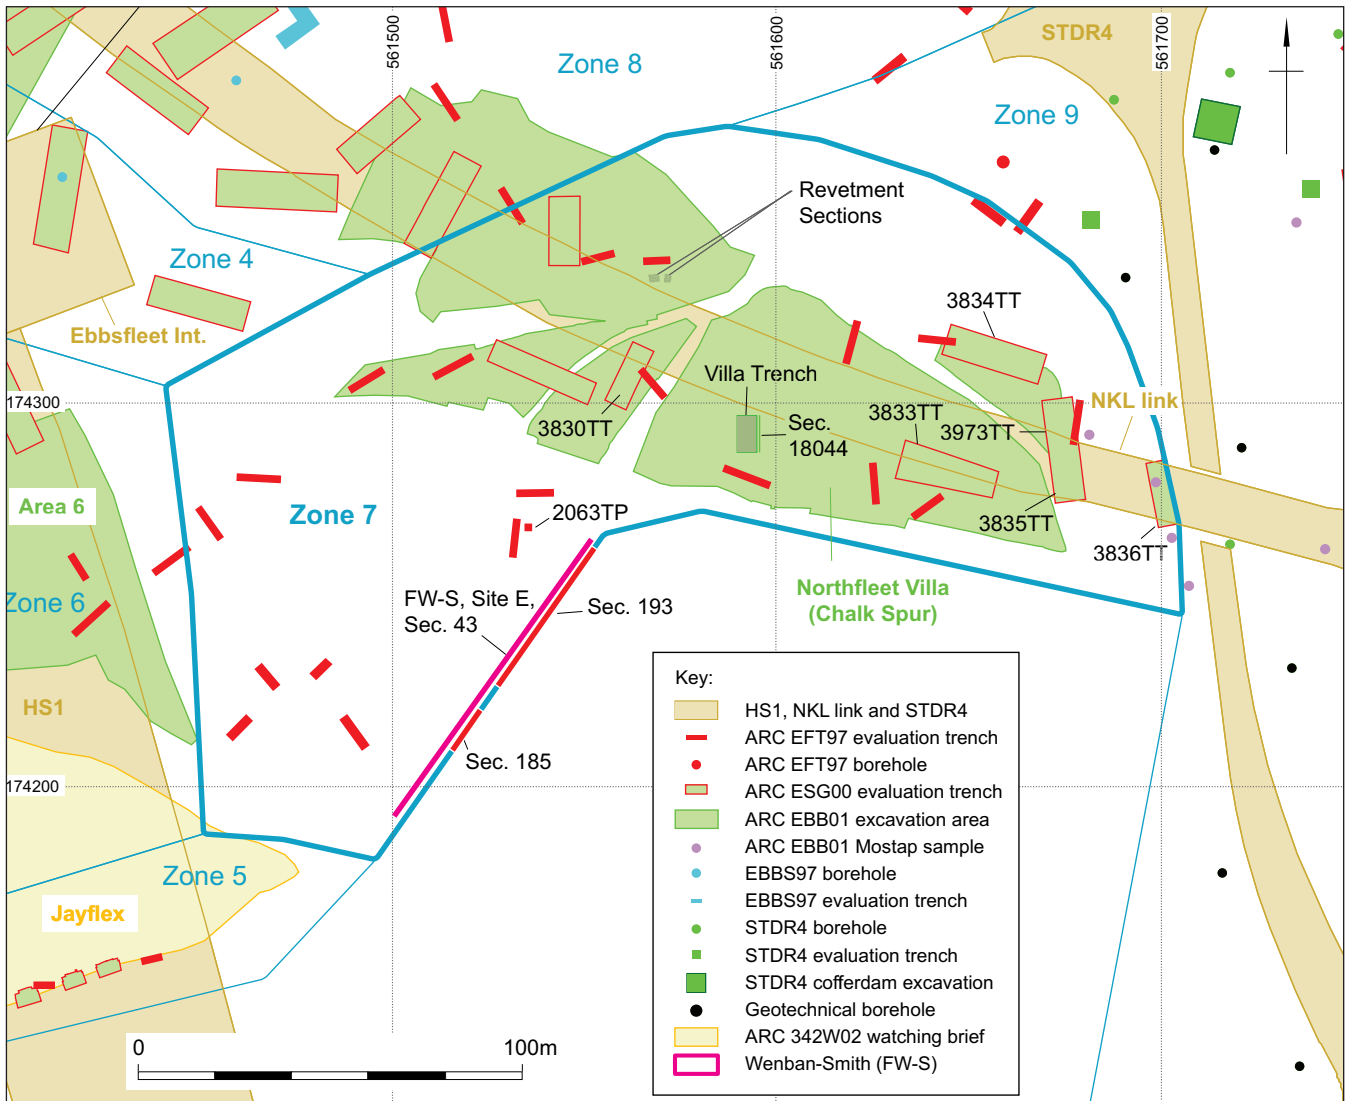 561500
561600
561700
STDR4
Zone 8
Zone 9
Revetment
Sections
Zone 4
Ebbsfleet Int.
3834TT
Villa Trench
NKL link
174300
3833TT
3830TT
Sec.
18044
3973TT
Area 6
Zone 7
2063TP
3835TT
3836TT
Zone 6
FW-S, Site E,
Sec. 43
Sec. 193
Northfleet Villa
(Chalk Spur)
HS1
Sec. 185
174200
Zone 5
Jayflex
0
100m
Key:
HS1, NKL link and STDR4
ARC EFT97 evaluation trench
ARC EFT97 borehole
ARC ESG00 evaluation trench
ARC EBB01 excavation area
ARC EBB01 Mostap sample
EBBS97 borehole
EBBS97 evaluation trench
STDR4 borehole
STDR4 evaluation trench
STDR4 cofferdam excavation
Geotechnical borehole
ARC 342W02 watching brief
Wenban-Smith (FW-S)